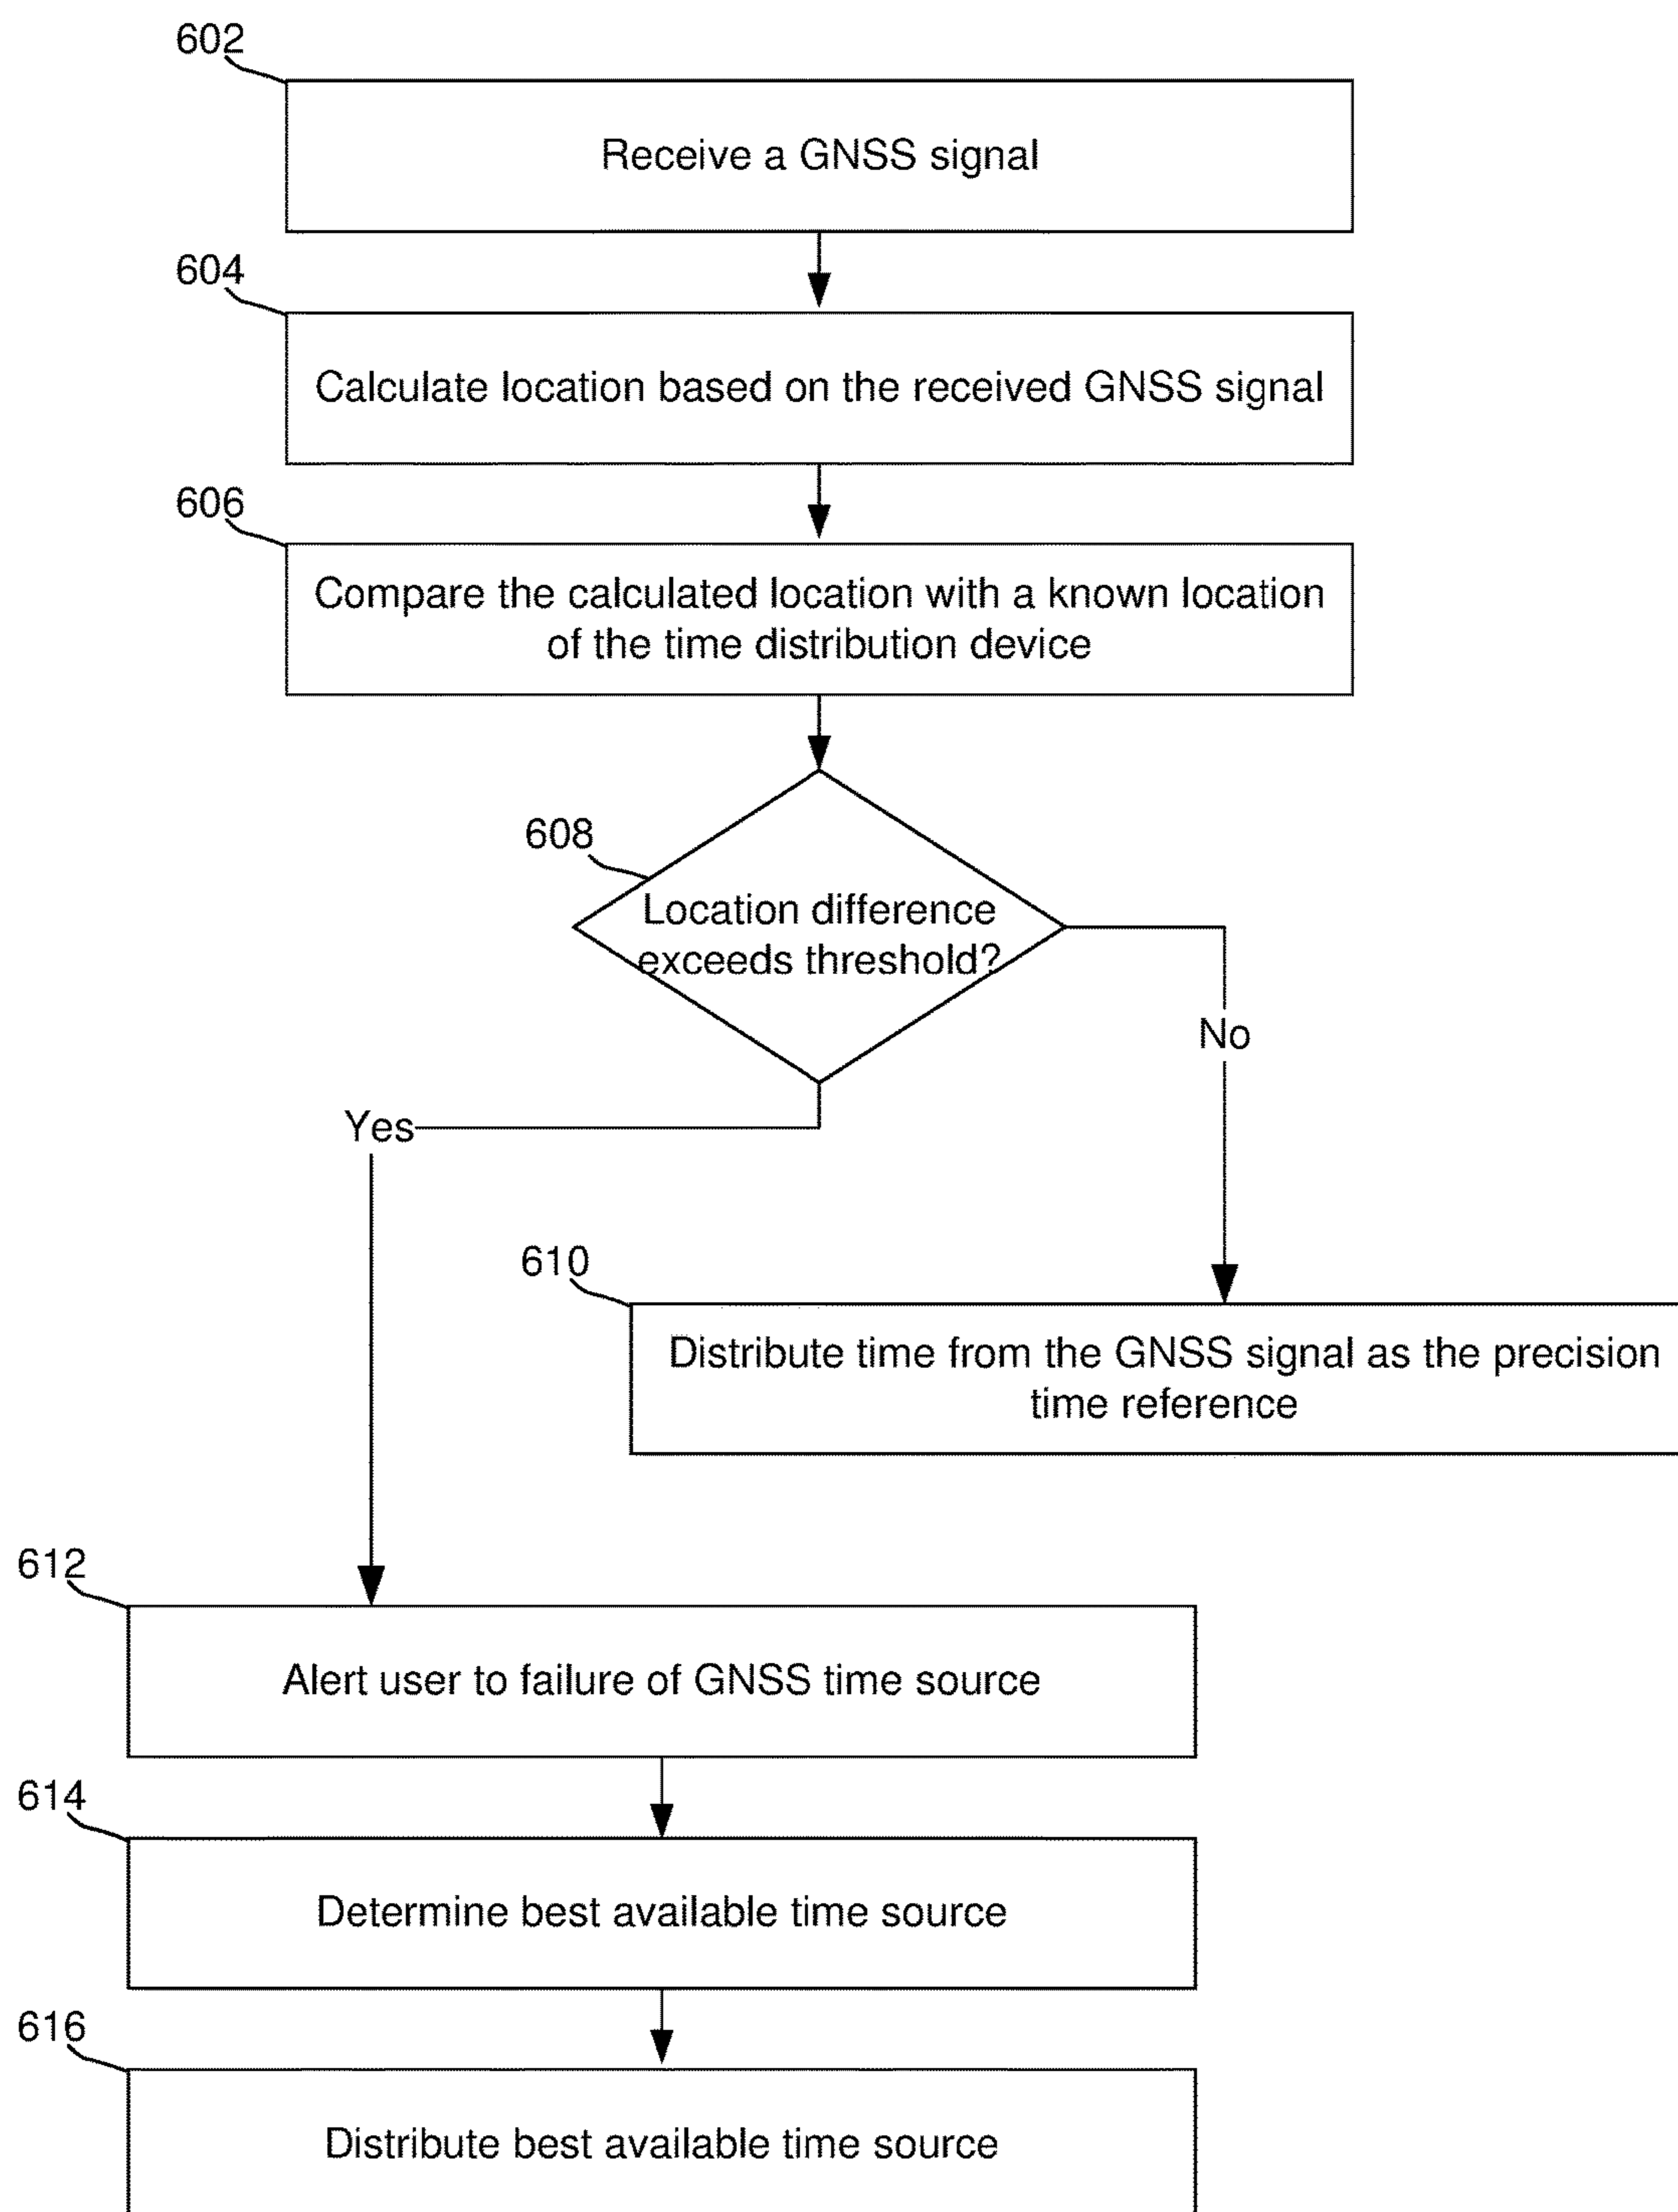 602
Receive a GNSS signal
604
Calculate location based on the received GNSS signal
606
Compare the calculated location with a known location
of the time distribution device
608
Location difference
exceeds threshold?
No
Yes
610
Distribute time from the GNSS signal as the precision
time reference
612
Alert user to failure of GNSS time source
614
Determine best available time source
616
Distribute best available time source